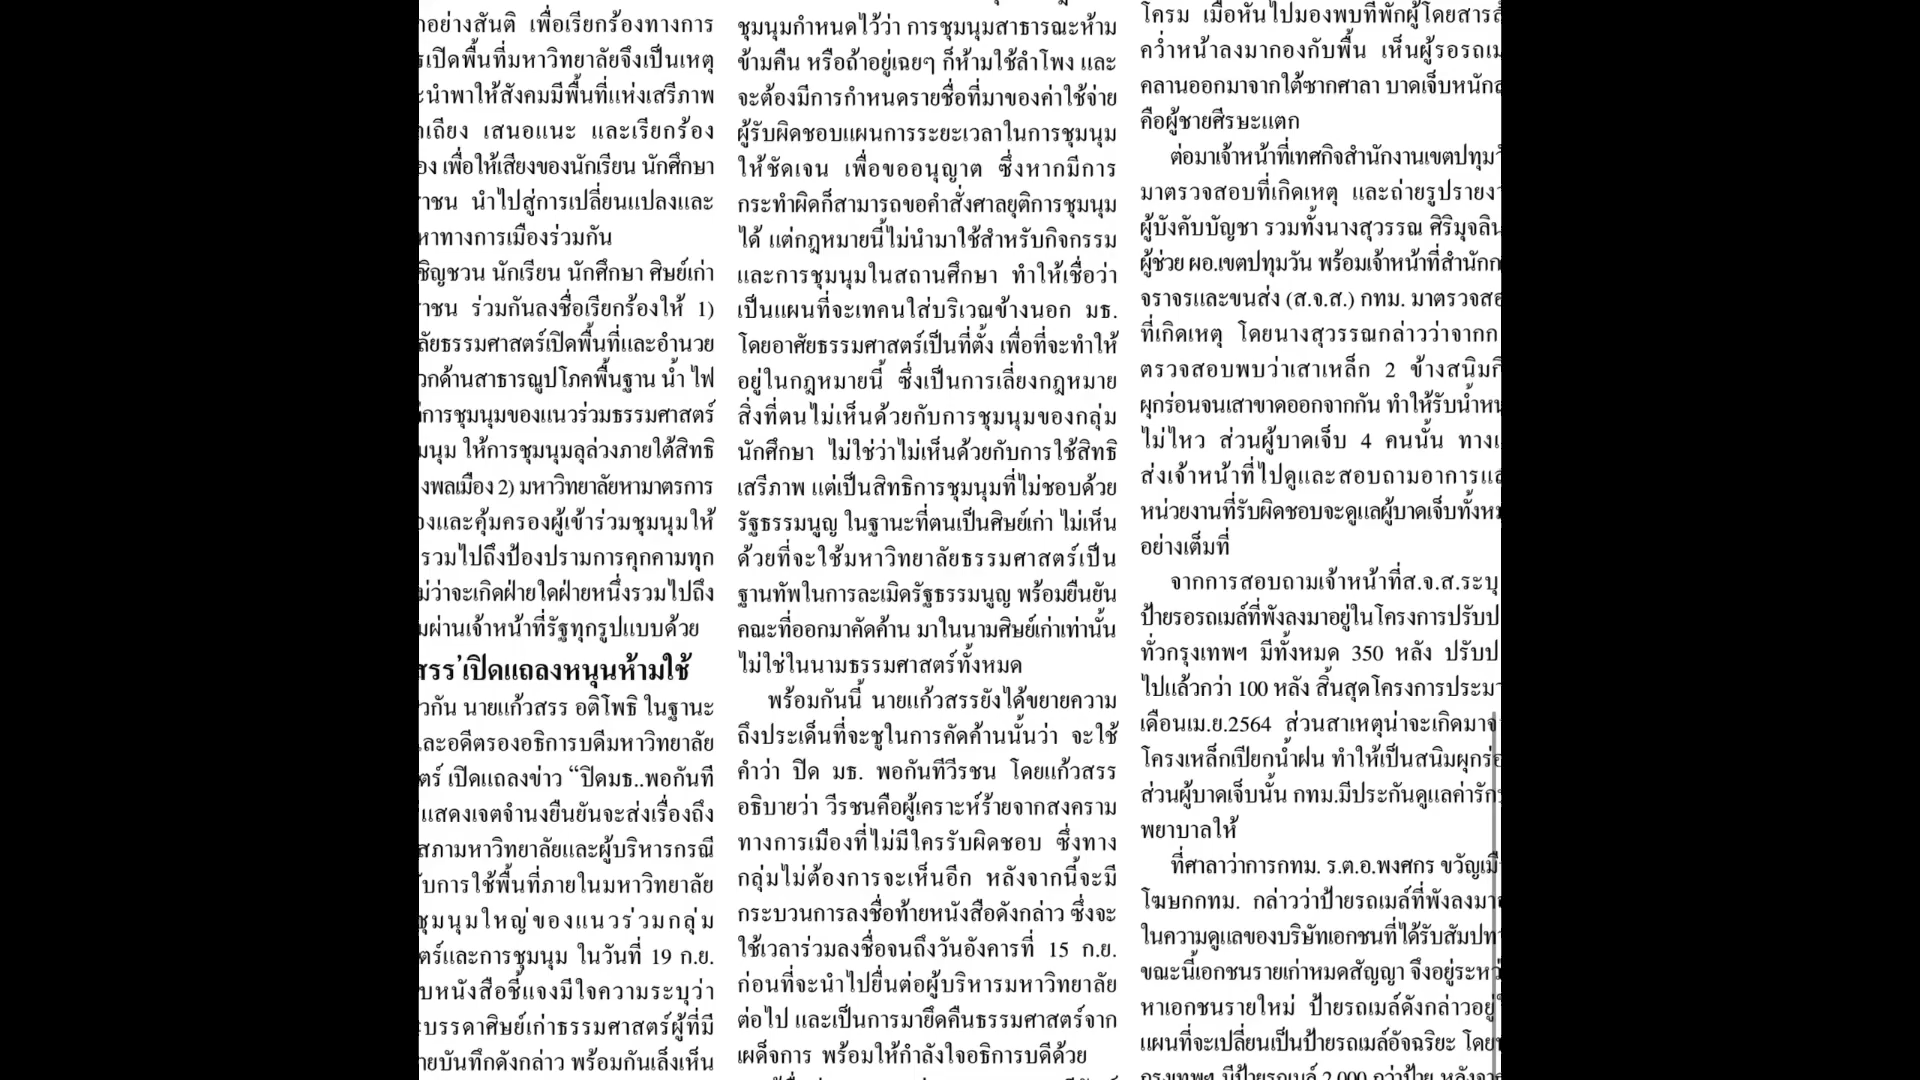 อย่างสันติ เพื่อเรียกร้องทางการ
เปิดพื้นที่มหาวิทยาลัยจึงเป็นเหตุ
นำพาให้สังคมมีพื้นที่แห่งเสรีภาพ
เถียง เสนอแนะ และเรียกร้อง
เพื่อให้เสียงของนักเรียน นักศึกษา
นำไปสู่การเปลี่ยนแปลงและ
หาทางการเมืองร่วมกัน
นักเรียน นักศึกษา ศิษย์เก่า
ร่วมกันลงชื่อเรียกร้องให้ 1)
ลัยธรรมศาสตร์เปิดพื้นที่และอำนวย
ด้านสาธารณูปโภคพื้นฐาน น้ำ ไฟ
การชุมนุมของแนวร่วมธรรมศาสตร์
ให้การชุมนุมลุล่วงภายใต้สิทธิ
พลเมือง 2) มหาวิทยาลัยหามาตรการ
และคุ้มครองผู้เข้าร่วมชุมนุมให้
รวมไปถึงป้องปรามการคุกคามทุก
ม่ว่าจะเกิดฝ่ายใดฝ่ายหนึ่งรวมไปถึง
ผ่านเจ้าหน้าที่รัฐทุกรูปแบบด้วย
สรร'เปิดแถลงหนุนห้ามใช้
วกัน นายแก้วสรร อติโพธิ ในฐานะ
และอดีตรองอธิการบดีมหาวิทยาลัย
ตร์ เปิดแถลงข่าว “ปิดมธ..พอกันที
แสดงเจตจำนงยืนยันจะส่งเรื่องถึง
สภามหาวิทยาลัยและผู้บริหารกรณี
การใช้พื้นที่ภายในมหาวิทยาลัย
ชุมนุมใหญ่ของแนวร่วมกลุ่ม
ตร์และการชุมนุม ในวันที่ 19 ก.ย.
หนังสือชี้แจงมีใจความระบุว่า
บรรดาศิษย์เก่าธรรมศาสตร์ผู้ที่มี
ายบันทึกดังกล่าว พร้อมกันเล็งเห็น
ชุมนุมกำหนดไว้ว่า การชุมนุมสาธารณะห้าม
ข้ามคืน หรือถ้าอยู่เฉยๆ ก็ห้ามใช้ลำโพง และ
จะต้องมีการกำหนดรายชื่อที่มาของค่าใช้จ่าย
ผู้รับผิดชอบแผนการระยะเวลาในการชุมนุม
ให้ชัดเจน เพื่อขออนุญาต ซึ่งหากมีการ
กระทำผิดก็สามารถขอคำสั่งศาลยุติการชุมนุม
ได้ แต่กฎหมายนี้ไม่นำมาใช้สำหรับกิจกรรม
และการชุมนุมในสถานศึกษา ทำให้เชื่อว่า
เป็นแผนที่จะเทคนใส่บริเวณข้างนอก มธ.
โดยอาศัยธรรมศาสตร์เป็นที่ตั้ง เพื่อที่จะทำให้
อยู่ในกฎหมายนี้ ซึ่งเป็นการเลี่ยงกฎหมาย
สิ่งที่ตนไม่เห็นด้วยกับการชุมนุมของกลุ่ม
นักศึกษา ไม่ใช่ว่าไม่เห็นด้วยกับการใช้สิทธิ
เสรีภาพ แต่เป็นสิทธิการชุมนุมที่ไม่ชอบด้วย
รัฐธรรมนูญ ในฐานะที่ตนเป็นศิษย์เก่า ไม่เห็น
ด้วยที่จะใช้มหาวิทยาลัยธรรมศาสตร์เป็น
ฐานทัพในการละเมิดรัฐธรรมนูญ พร้อมยืนยัน
คณะที่ออกมาคัดค้าน มาในนามศิษย์เก่าเท่านั้น
ไม่ใช่ในนามธรรมศาสตร์ทั้งหมด
พร้อมกันนี้ นายแก้วสรรยังได้ขยายความ
ถึงประเด็นที่จะชูในการคัดค้านนั้นว่า จะใช้
คำว่า ปิด มธ. พอกันทีวีรชน โดยแก้วสรร
อธิบายว่า วีรชนคือผู้เคราะห์ร้ายจากสงคราม
ทางการเมืองที่ไม่มีใครรับผิดชอบ ซึ่งทาง
กลุ่มไม่ต้องการจะเห็นอีก หลังจากนี้จะมี
กระบวนการลงชื่อท้ายหนังสือดังกล่าว ซึ่งจะ
ใช้เวลาร่วมลงชื่อจนถึงวันอังคารที่ 15 ก.ย.
ก่อนที่จะนำไปยื่นต่อผู้บริหารมหาวิทยาลัย
ต่อไป และเป็นการมายึดคืนธรรมศาสตร์จาก
เผด็จการ พร้อมให้กำลังใจอธิการบดีด้วย
โครม เมื่อหันไปมองพบที่พักผู้โดยสาร
คว่ำหน้าลงมากองกับพื้น เห็นผู้รอรถเม
คลานออกมาจากใต้ซากศาลา บาดเจ็บหนัก
คือผู้ชายศีรษะแตก
ต่อมาเจ้าหน้าที่เทศกิจสำนักงานเขตปทุม
มาตรวจสอบที่เกิดเหตุ และถ่ายรูปราย
ผู้บังคับบัญชา รวมทั้งนางสุวรรณ ศิริมุจลิน
ผู้ช่วย ผอ.เขตปทุมวัน พร้อมเจ้าหน้าที่สำนัก
จราจรและขนส่ง (ส.จ.ส.) กทม. มาตรวจสอ
ที่เกิดเหตุ โดยนางสุวรรณกล่าวว่าจาก
ตรวจสอบพบว่าเสาเหล็ก 2 ข้างสนิม
ผุกร่อนจนเสาขาดออกจากกัน ทำให้รับน้ำ
ไม่ไหว ส่วนผู้บาดเจ็บ 4 คนนั้น ทาง
ส่งเจ้าหน้าที่ไปดูและสอบถามอาการ
หน่วยงานที่รับผิดชอบจะดูแลผู้บาดเจ็บทั้ง
อย่างเต็มที่
จากการสอบถามเจ้าหน้าที่ส.จ.ส.ระบุ
ป้ายรอรถเมล์ที่พังลงมาอยู่ในโครงการปรับป
ทั่วกรุงเทพฯ มีทั้งหมด 350 หลัง ปรับป
ไปแล้วกว่า 100 หลัง สิ้นสุดโครงการประมา
เดือนเม.ย.2564 ส่วนสาเหตุน่าจะเกิดมา
โครงเหล็กเปียกน้ำฝน ทำให้เป็นสนิมผุกร่อ
ส่วนผู้บาดเจ็บนั้น กทม.มีประกันดูแลค่ารัก
พยาบาลให้
ที่ศาลาว่าการกทม. ร.ต.อ.พงศกร ขวัญเมื
โฆษกกทม. กล่าวว่าป้ายรถเมล์ที่พังลงมา
ในความดูแลของบริษัทเอกชนที่ได้รับสัมปทา
ขณะนี้เอกชนรายเก่าหมดสัญญา จึงอยู่ระหว่
หาเอกชนรายใหม่ ป้ายรถเมล์ดังกล่าวอยู่
แผนที่จะเปลี่ยนเป็นป้ายรถเมล์อัจฉริยะ โดย
กรุงเทพฯ มีป้ายรถเมล์ 2,000 กว่าป้าย